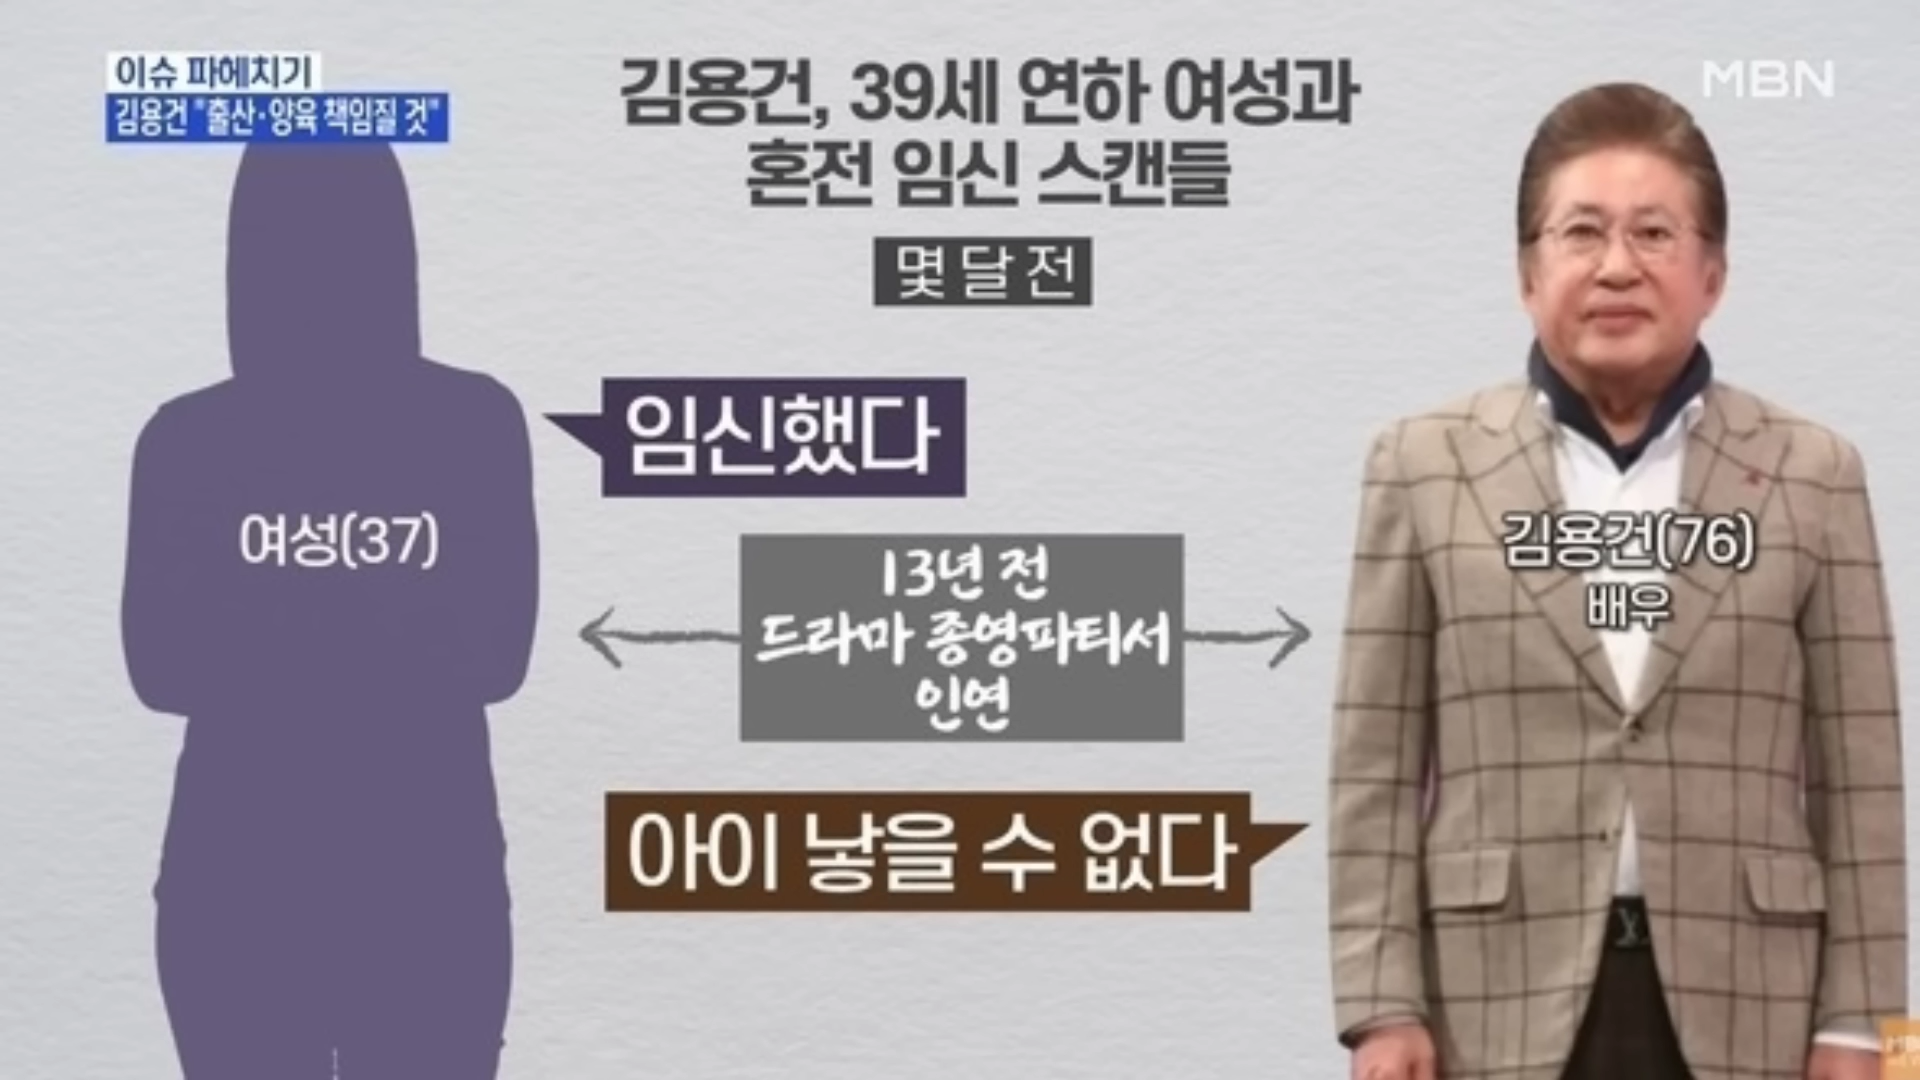 이슈 파헤치기
김용건 "출산·양육 책임질 것"
MBN
김용건, 39세 연하 여성과
혼전 임신 스캔들
몇 달 전
임신했다
여성(37)
13년 전
드라마 종영파티서
인연
김용건(76)
배우
아이 낳을 수 없다